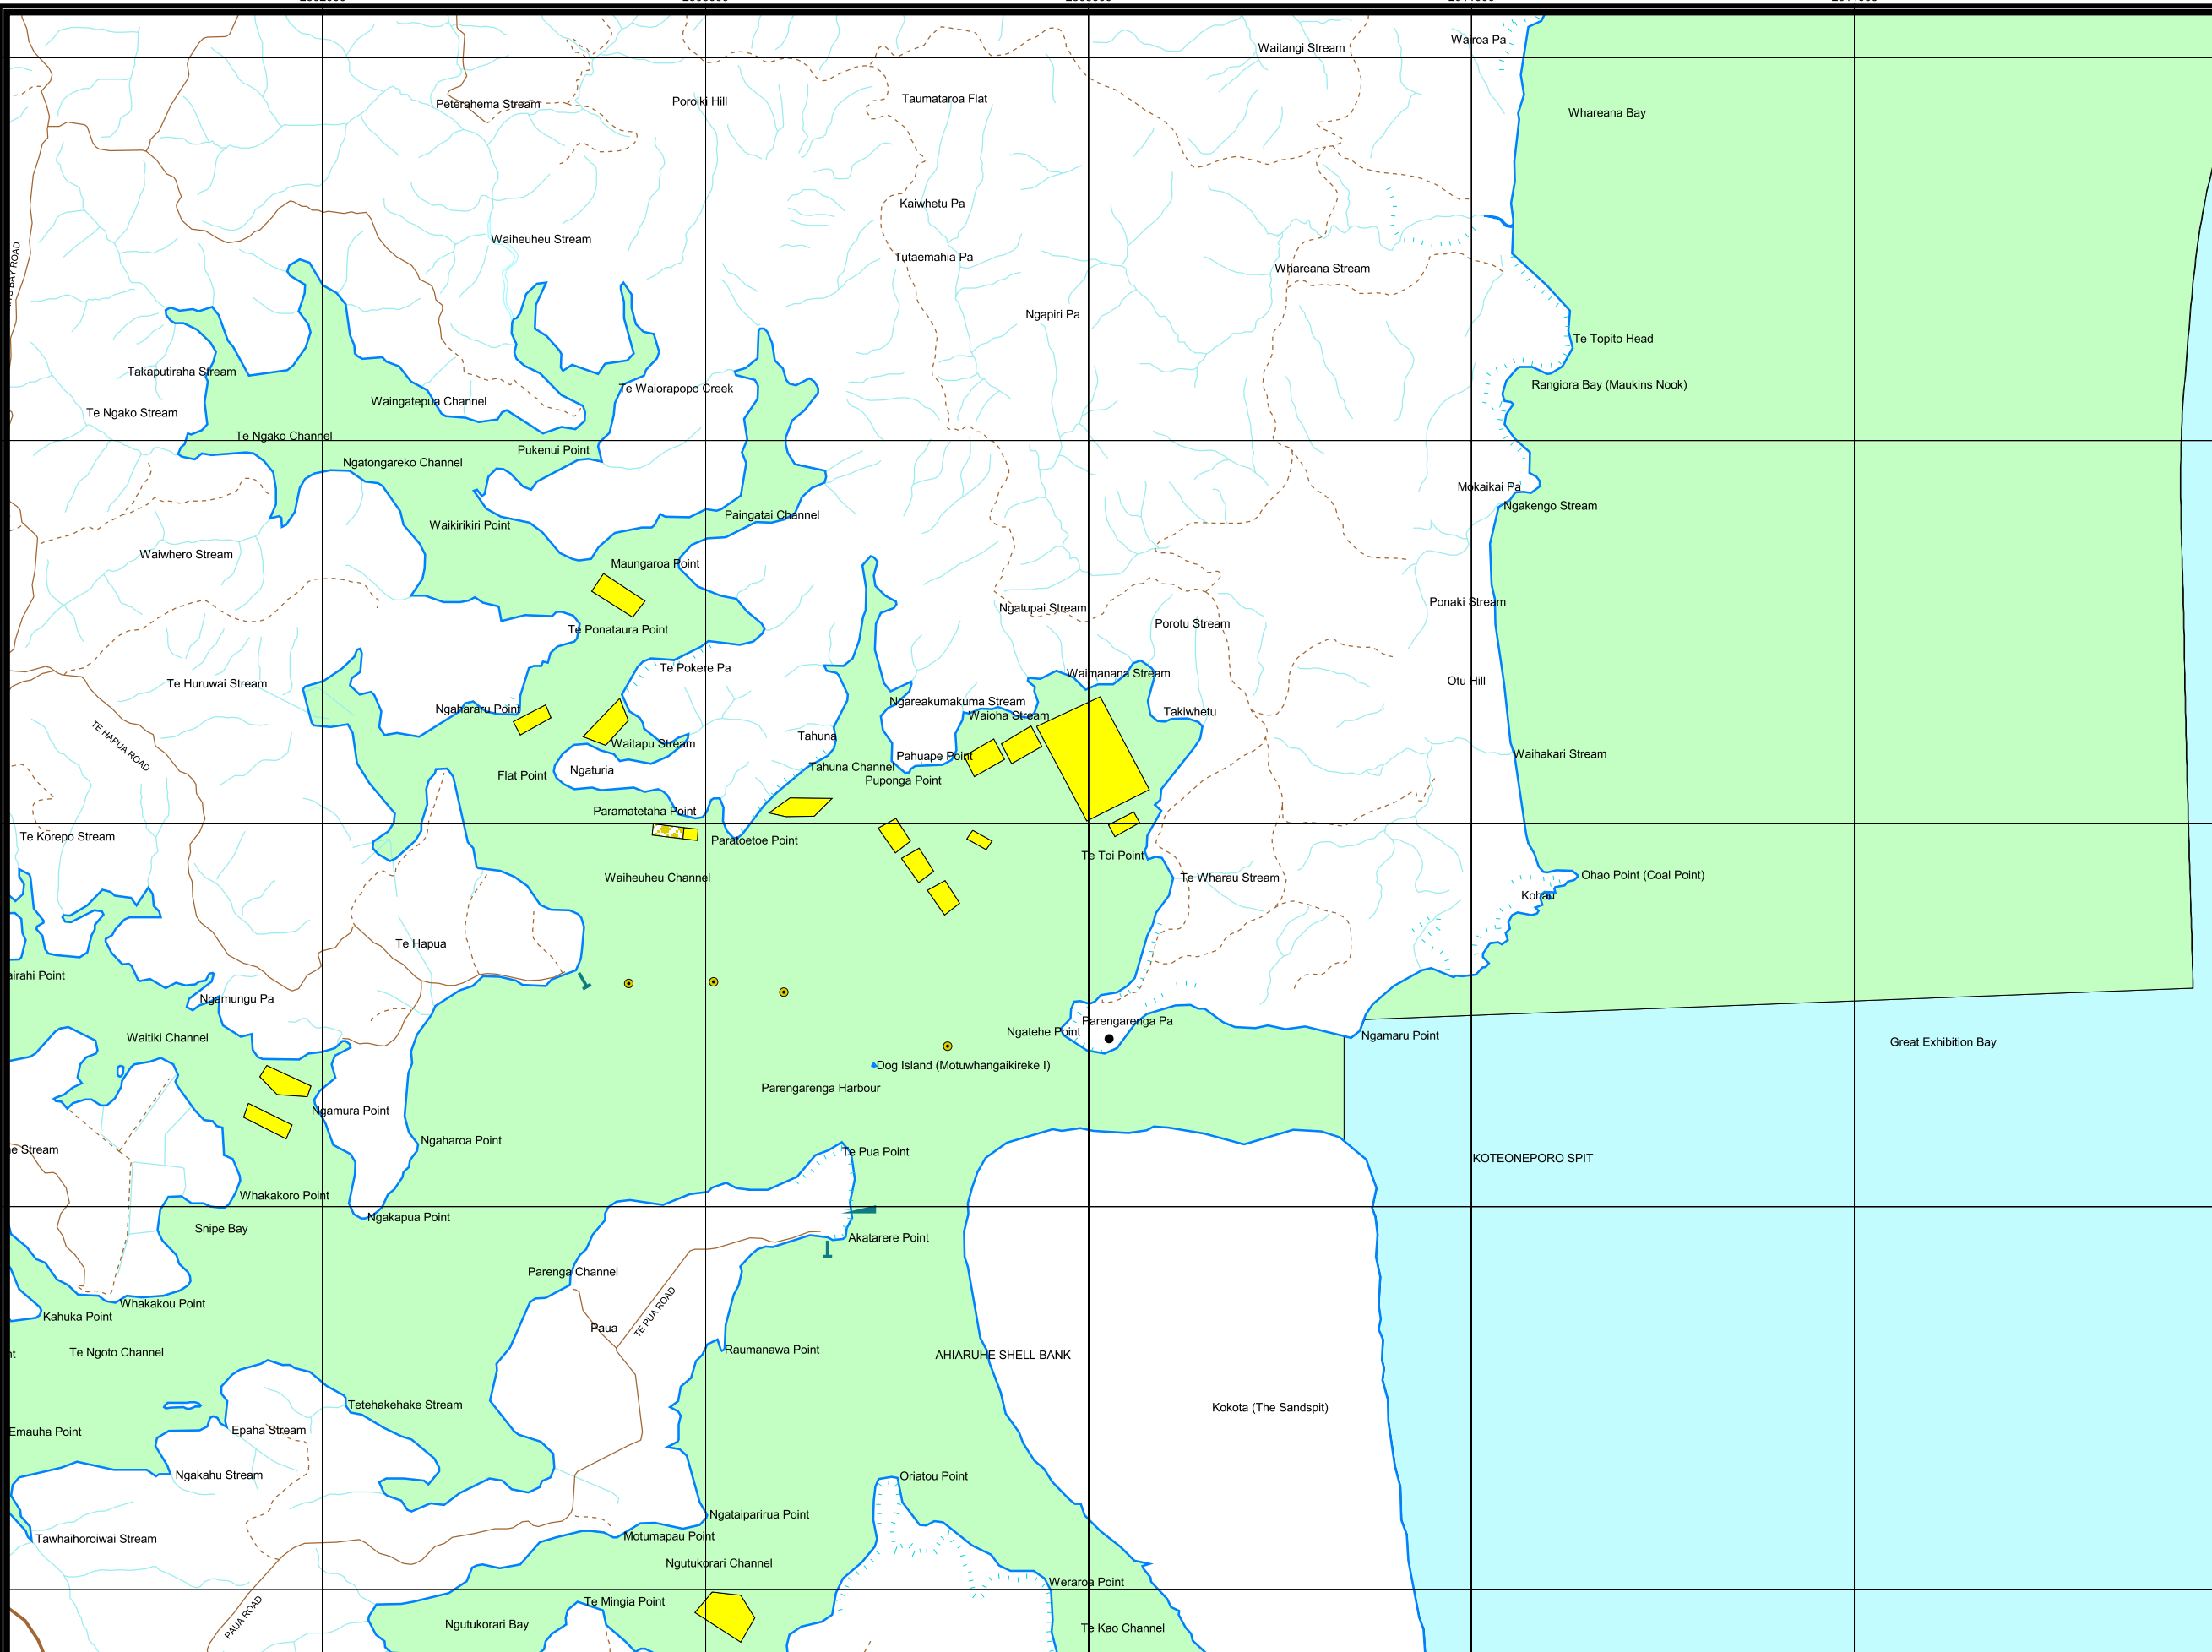 Wairoa Pa
Waitangi Stream
Taumataroa Flat
Poroiki Hill
Peterahema Stream
Whareana Bay
Kaiwhetu Pa
Waiheuheu Stream
BAY ROAD
Tutaemahia Pa
Whareana Stream
Ngapiri Pa
Te Topito Head
Takaputiraha Stream
Rangiora Bay (Maukins Nook)
Te Waiorapopo Creek
Waingatepua Channel
Te Ngako Stream
Te Ngako Channel
Pukenui Point
Ngatongareko Channel
Mokaikai Pa
Ngakengo Stream
Paingatai Channel
Waikirikiri Point
Waiwhero Stream
Maungaroa Point
Ponaki Stream
Ngatupai Stream
Porotu Stream
Te Ponataura Point
Te Pokere Pa
Waimanana Stream
Otu Hill
Te Huruwai Stream
Ngareakumakuma Stream
Ngahararu Point
Takiwhetu
Waioha Stream
Tahuna
TE HAPUA ROAD
Waitapu Stream
Pahuape Point
Waihakari Stream
Tahuna Channel
Ngaturia
Flat Point
Puponga Point
Paramatetaha Point
Te Korepo Stream
Paratoetoe Point
Te Toi Point
Ohao Point (Coal Point)
Waiheuheu Channel
Te Wharau Stream
Kohau
Te Hapua
airahi Point
Ngamungu Pa
Parengarenga Pa
Ngatehe Point
Waitiki Channel
Ngamaru Point
Great Exhibition Bay
Dog Island (Motuwhangaikireke I)
Parengarenga Harbour
Ngamura Point
Ngaharoa Point
e Stream
Te Pua Point
KOTEONEPORO SPIT
Whakakoro Point
Ngakapua Point
Snipe Bay
Akatarere Point
Parenga Channel
Whakakou Point
Kahuka Point
TE PUA ROAD
Paua
Raumanawa Point
Te Ngoto Channel
nt
AHIARUHE SHELL BANK
Tetehakehake Stream
Kokota (The Sandspit)
Epaha Stream
Emauha Point
Ngakahu Stream
Oriatou Point
Ngataiparirua Point
Motumapau Point
Tawhaihoroiwai Stream
Ngutukorari Channel
Weraroa Point
Te Mingia Point
PAUA ROAD
Ngutukorari Bay
Te Kao Channel